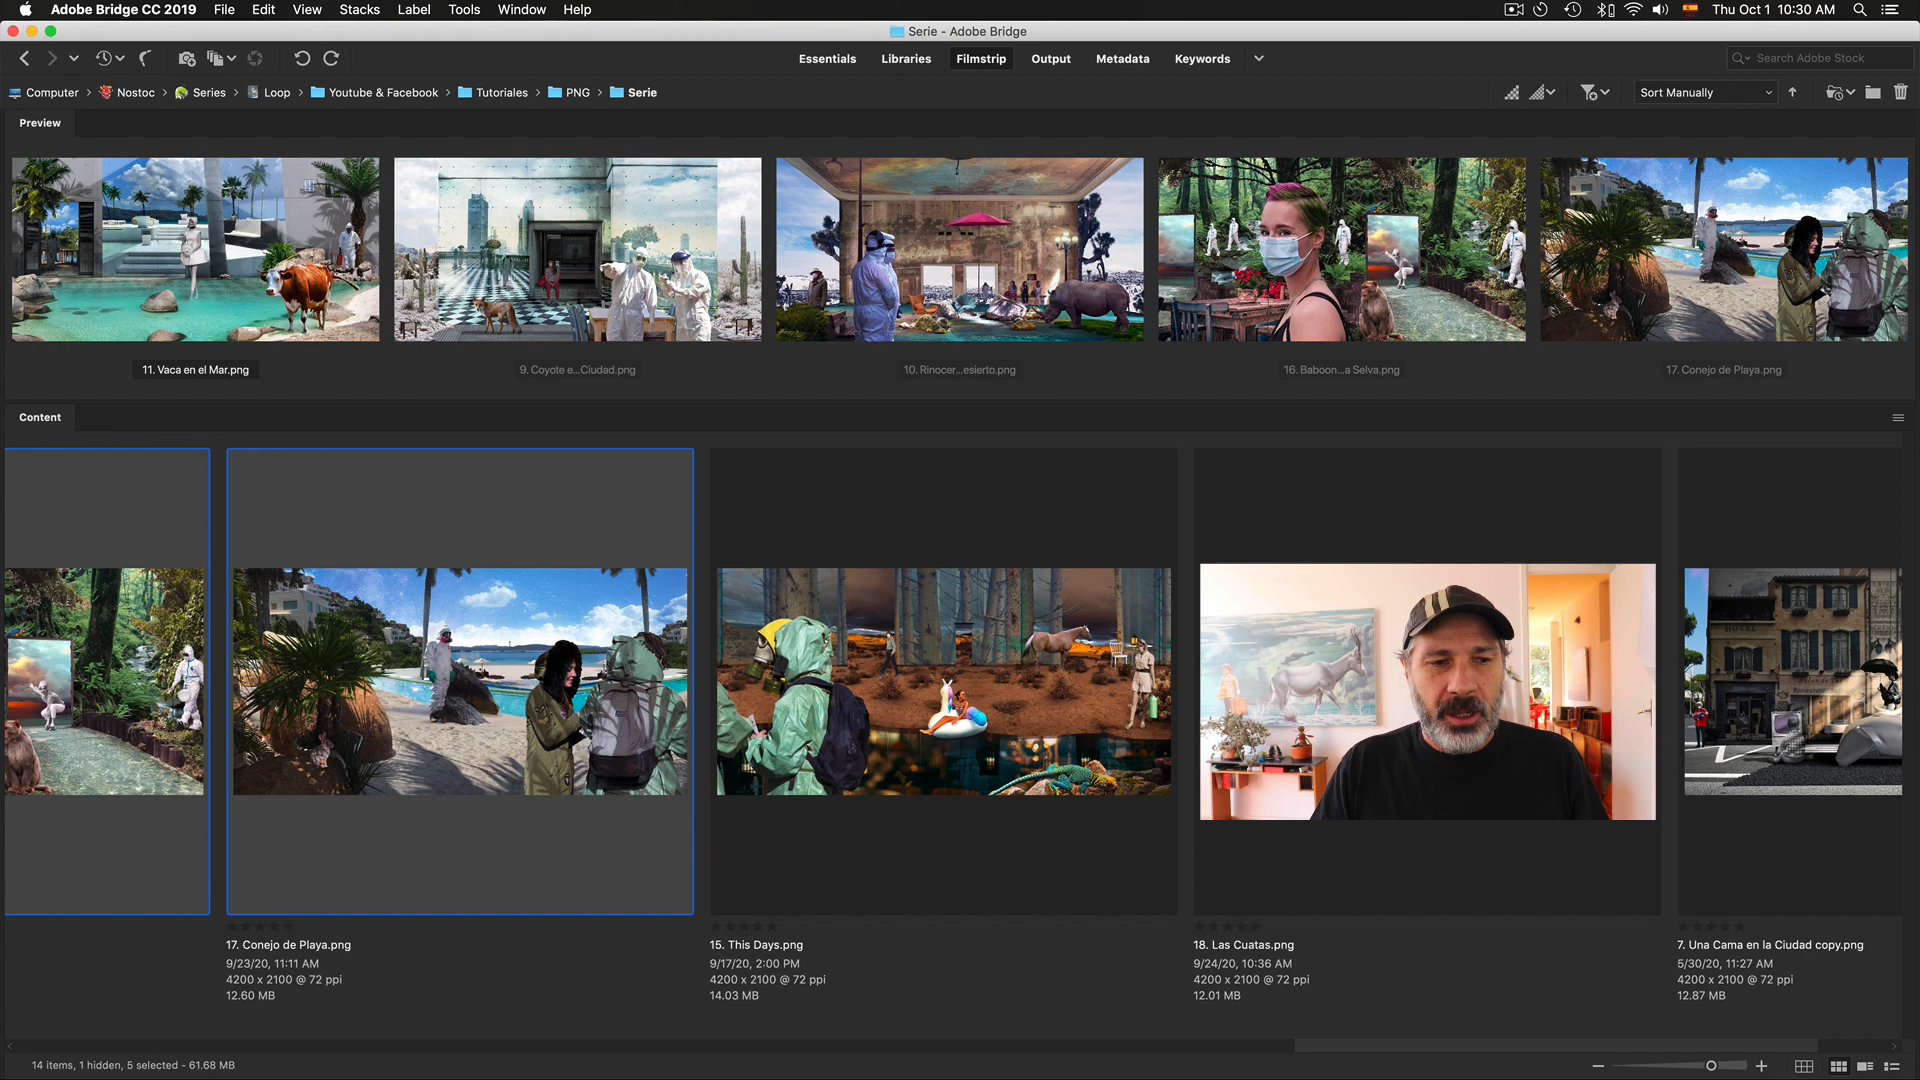 Adobe Bridge CC 2019 File Edit View Stacks Label Tools Window Help Thu Oct 1 10:30 AM
Serie - Adobe Bridge
Essentials Libraries Filmstrip Output Metadata Keywords Search Adobe Stock
Computer Nostoc Series Loop Youtube & Facebook Tutoriales PNG Serie Sort Manually
Preview
11. Vaca en el Mar.png 9. Coyote e...Ciudad.png 10. Rinocer...esierto.png 16. Baboon...a Selva.png 17. Conejo de Playa.png
Content
17. Conejo de Playa.png 15. This Days.png 18. Las Cuatas.png 7. Una Cama en la Ciudad copy.png
9/23/20, 11:11 AM 9/17/20, 2:00 PM 9/24/20, 10:36 AM 5/30/20, 11:27 AM
4200 x 2100 @ 72 ppi 4200 x 2100 @ 72 ppi 4200 x 2100 @ 72 ppi 4200 x 2100 @ 72 ppi
12.60 MB 14.03 MB 12.01 MB 12.87 MB
14 items, 1 hidden, 5 selected - 61.68 MB